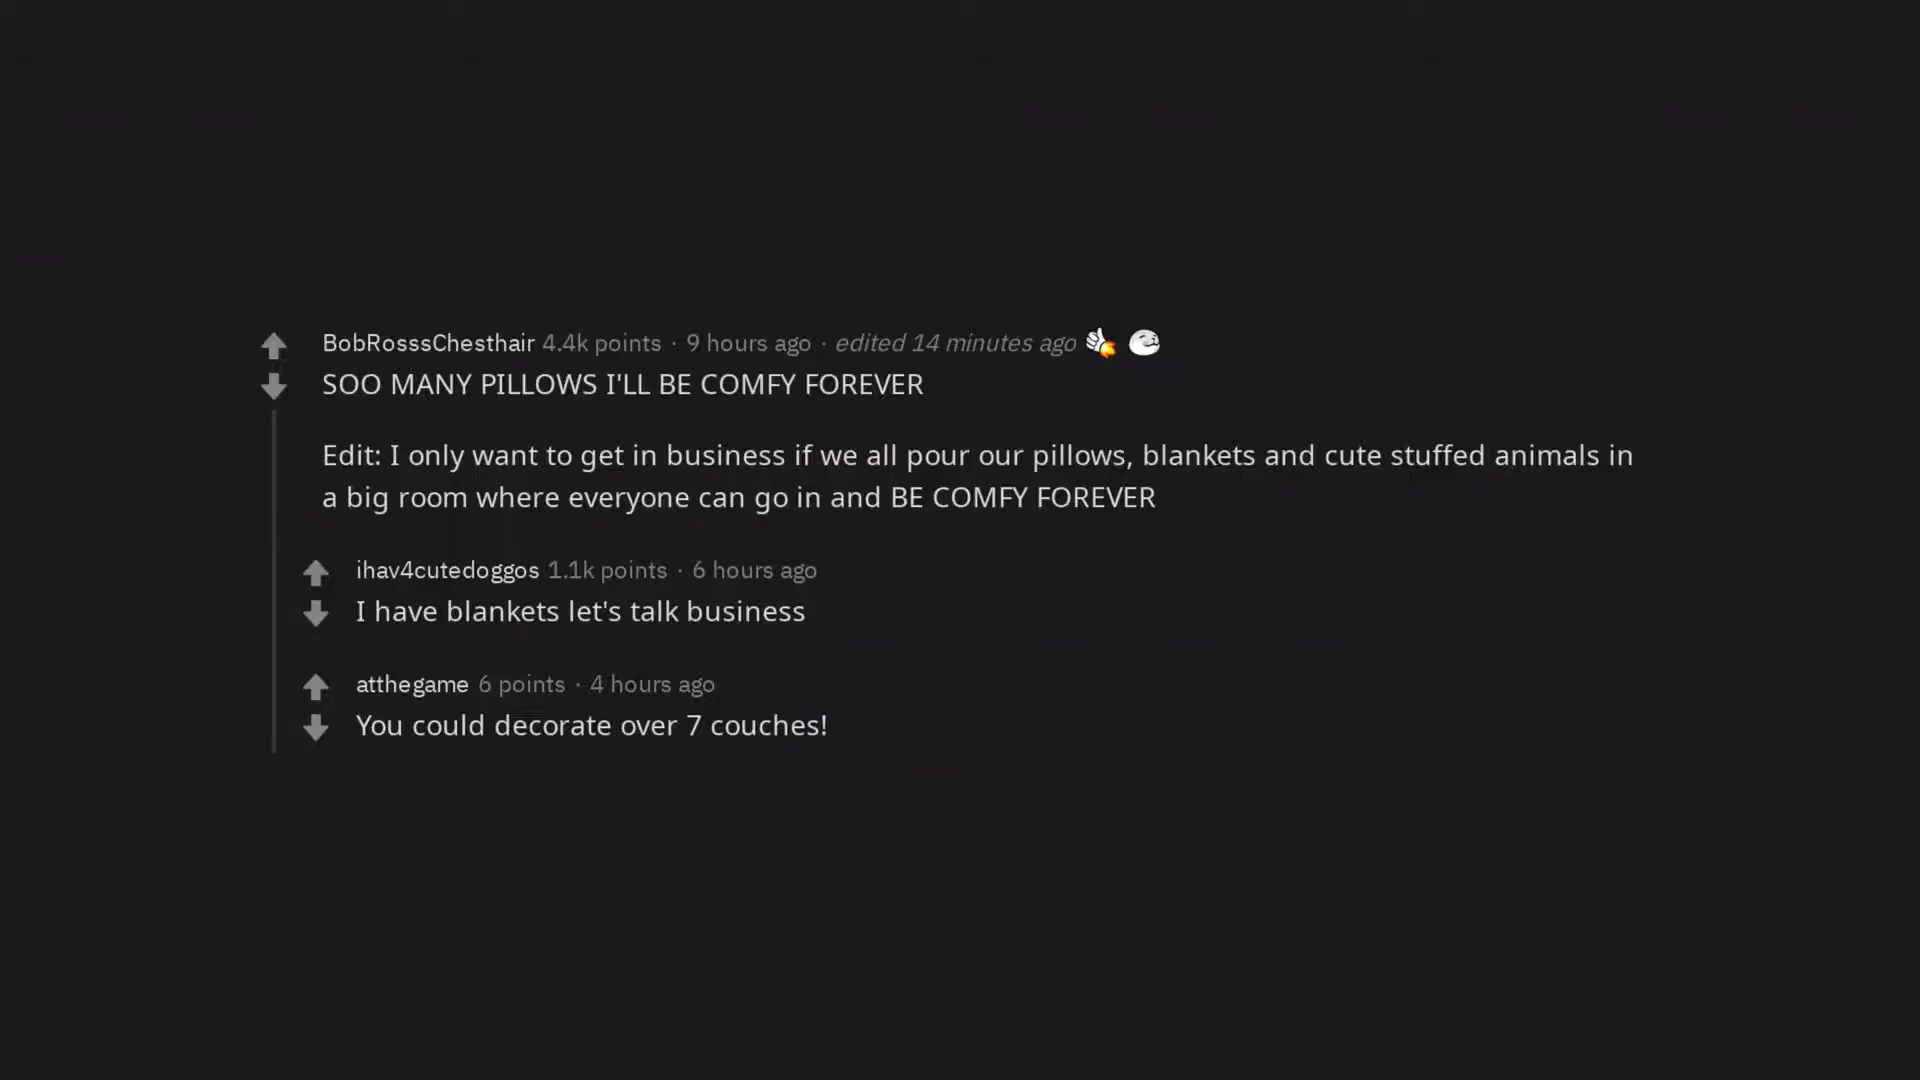 BobRosssChesthair 4.4k points · 9 hours ago · edited 14 minutes ago
SOO MANY PILLOWS I'LL BE COMFY FOREVER
Edit: I only want to get in business if we all pour our pillows, blankets and cute stuffed animals in
a big room where everyone can go in and BE COMFY FOREVER
ihav4cutedoggos 1.1k points · 6 hours ago
I have blankets let's talk business
atthegame 6 points · 4 hours ago
You could decorate over 7 couches!